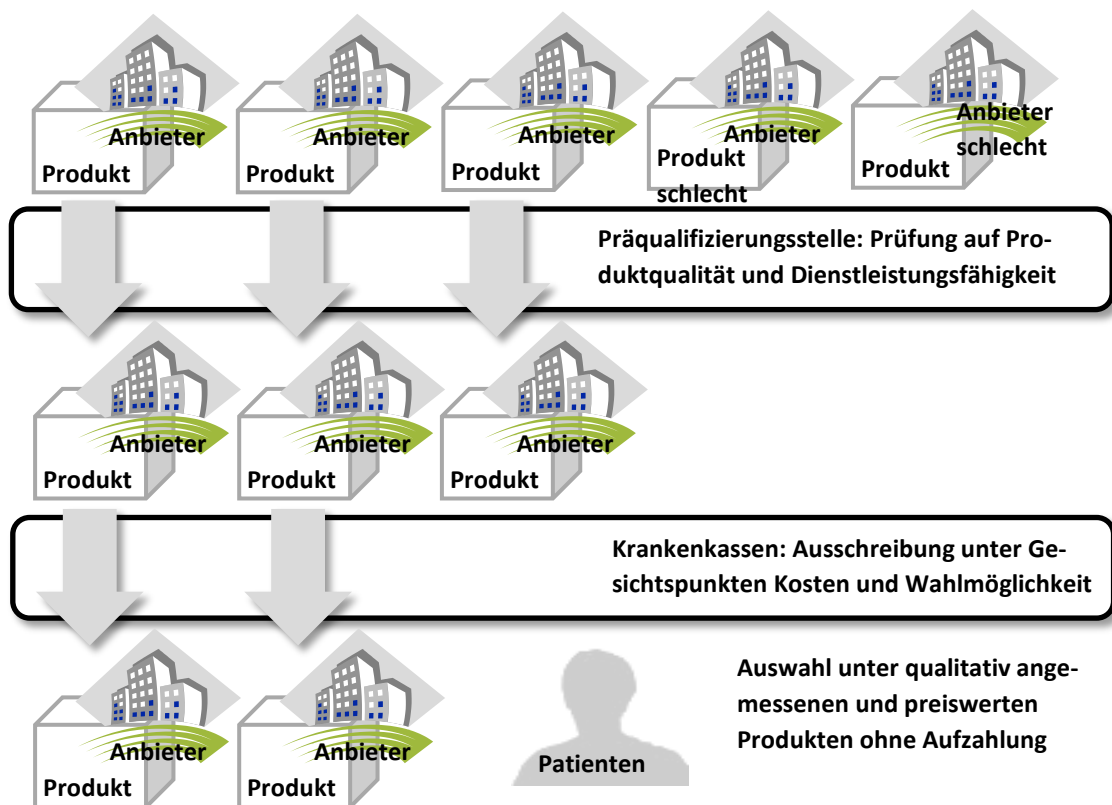 Anbieter
Produkt
Anbieter
Produkt
Anbieter
Produkt
Anbieter
Produkt
schlecht
Anbieter
schlecht
Produkt
Präqualifizierungsstelle: Prüfung auf Pro-
duktqualität und Dienstleistungsfähigkeit
Anbieter
Produkt
Anbieter
Produkt
Anbieter
Produkt
Krankenkassen: Ausschreibung unter Ge-
sichtspunkten Kosten und Wahlmöglichkeit
Anbieter
Produkt
Anbieter
Produkt
Patienten
Auswahl unter qualitativ ange-
messenen und preiswerten
Produkten ohne Aufzahlung